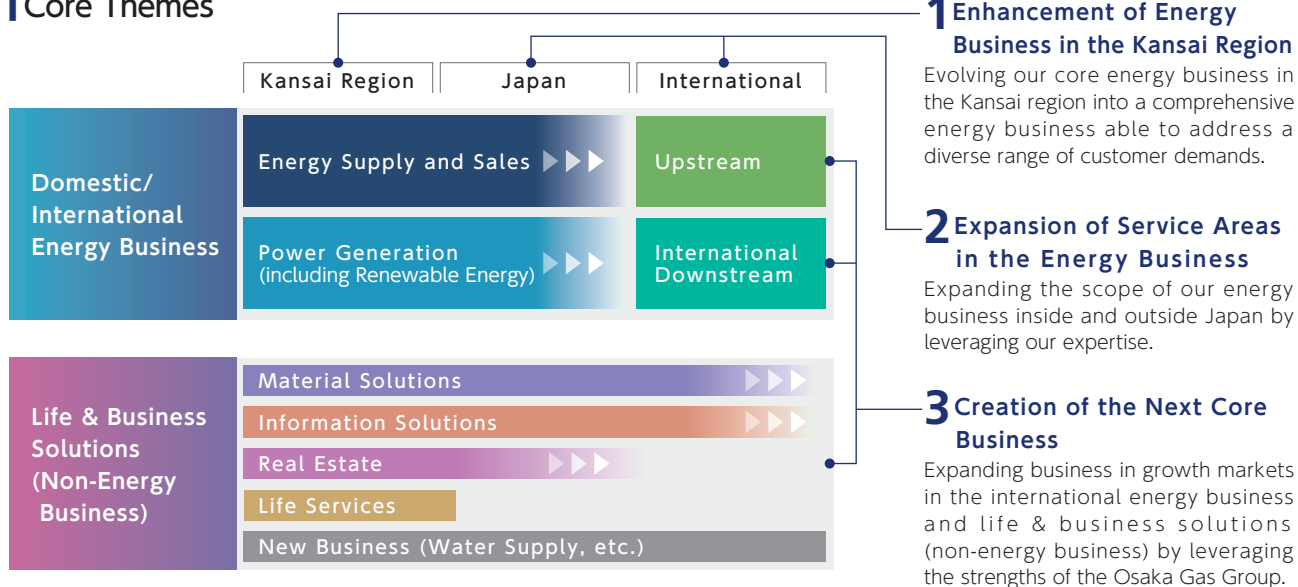 Core Themes
Kansai Region
Japan
International
Domestic/
International
Energy Business
Energy Supply and Sales
Upstream
Power Generation
(including Renewable Energy)
International
Downstream
Life & Business
Solutions
(Non-Energy
Business)
Material Solutions
Information Solutions
Real Estate
Life Services
New Business (Water Supply, etc.)
1 Enhancement of Energy
Business in the Kansai Region
Evolving our core energy business in
the Kansai region into a comprehensive
energy business able to address a
diverse range of customer demands.
2 Expansion of Service Areas
in the Energy Business
Expanding the scope of our energy
business inside and outside Japan by
leveraging our expertise.
3 Creation of the Next Core
Business
Expanding business in growth markets
in the international energy business
and life & business solutions
(non-energy business) by leveraging
the strengths of the Osaka Gas Group.